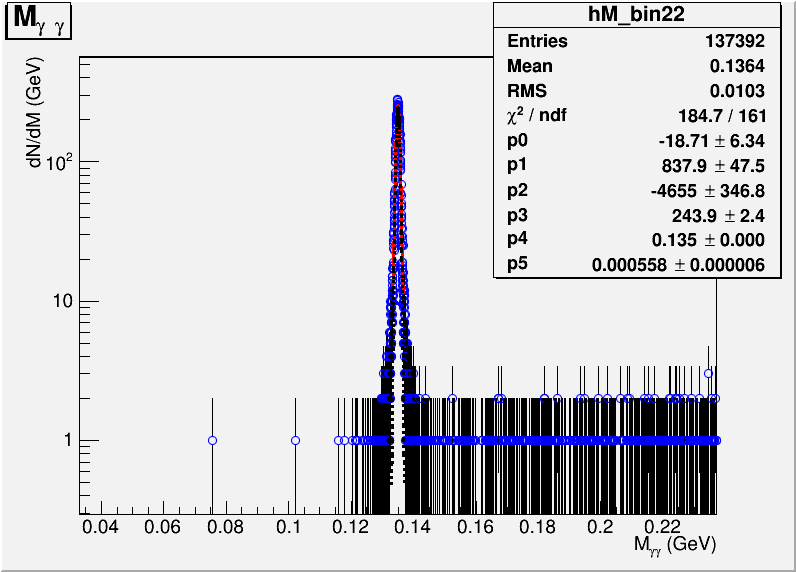 Mγ γ
hM_bin22
Entries 137392
Mean 0.1364
RMS 0.0103
χ² / ndf 184.7 / 161
p0 -18.71 ± 6.34
p1 837.9 ± 47.5
p2 -4655 ± 346.8
p3 243.9 ± 2.4
p4 0.135 ± 0.000
p5 0.000558 ± 0.000006
dN/dM (GeV)
10²
10
1
0.04 0.06 0.08 0.1 0.12 0.14 0.16 0.18 0.2 0.22
Mγγ (GeV)